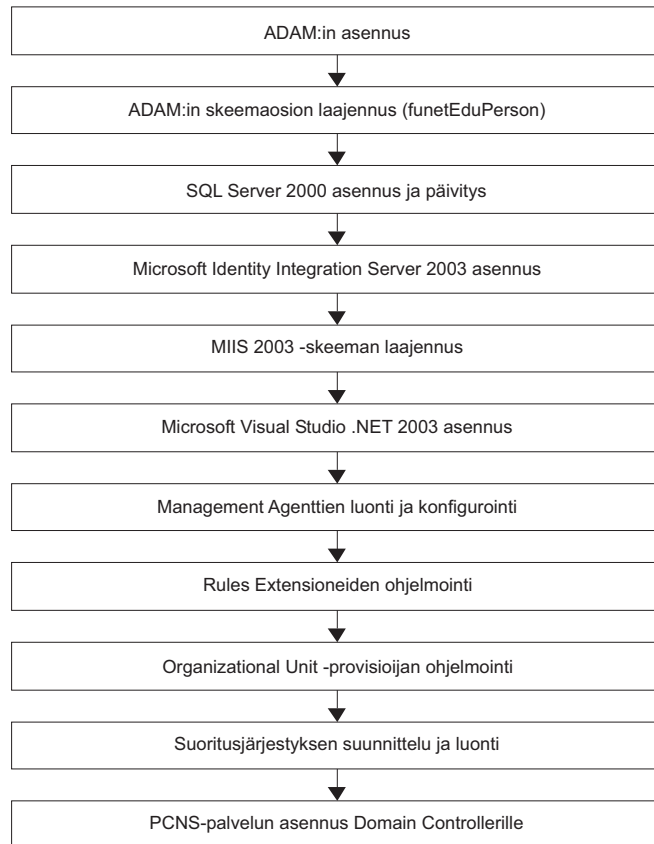 ADAM:in asennus
ADAM:in skeemaosion laajennus (funetEduPerson)
SQL Server 2000 asennus ja päivitys
Microsoft Identity Integration Server 2003 asennus
MIIS 2003 -skeeman laajennus
Microsoft Visual Studio .NET 2003 asennus
Management Agenttien luonti ja konfigurointi
Rules Extensioneiden ohjelmointi
Organizational Unit -provisioijan ohjelmointi
Suoritusjärjestyksen suunnittelu ja luonti
PCNS-palvelun asennus Domain Controllerille